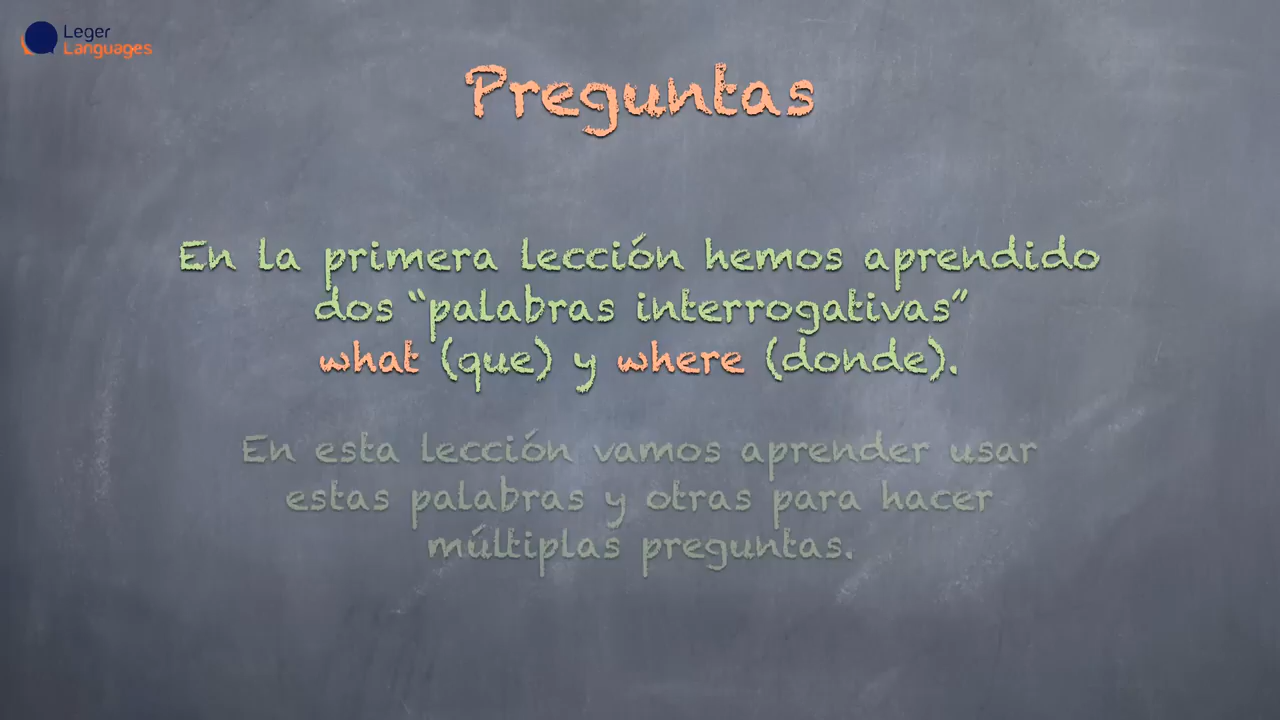 Leger
Languages
Preguntas
En la primera lección hemos aprendido
dos “palabras interrogativas”
what (que) y where (donde).
En esta lección vamos aprender usar
estas palabras y otras para hacer
múltiplas preguntas.